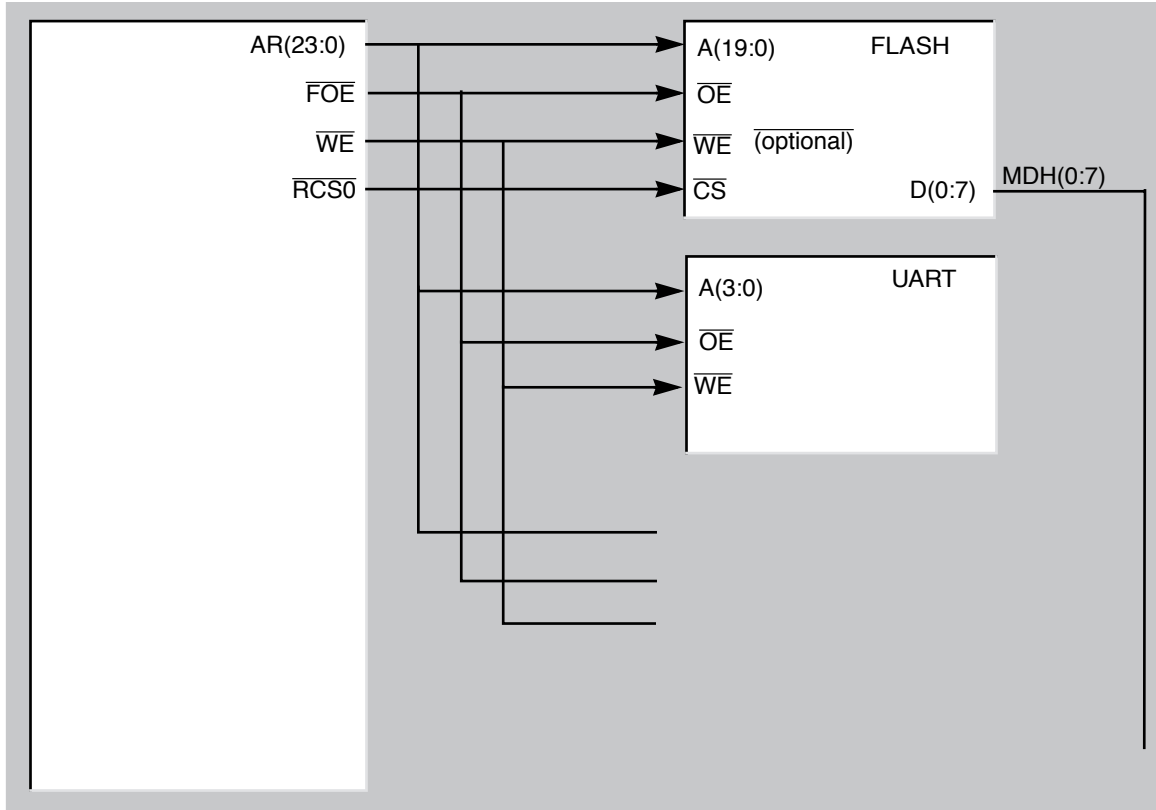 AR(23:0)
FOE
WE
RCS0
A(19:0) FLASH
OE
WE (optional)
CS
D(0:7)
MDH(0:7)
A(3:0) UART
OE
WE